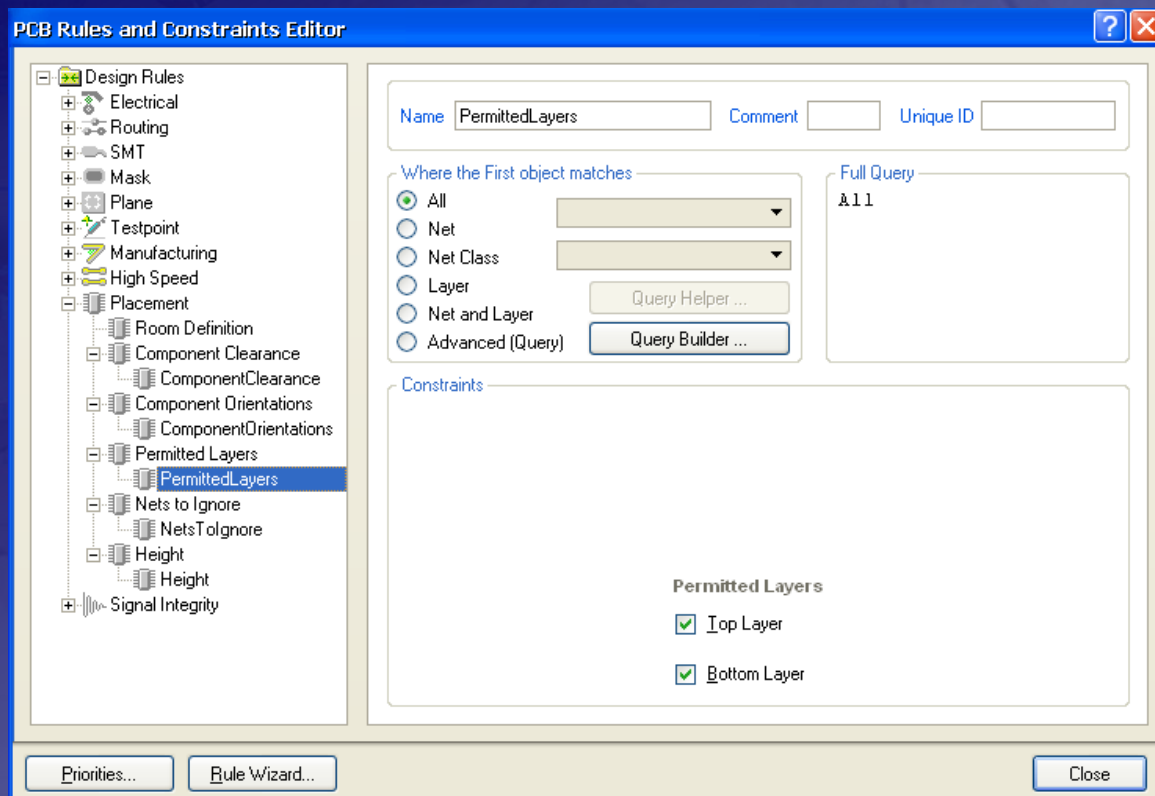 PCB Rules and Constraints Editor
Design Rules
Electrical
Routing
SMT
Mask
Plane
Testpoint
Manufacturing
High Speed
Placement
Room Definition
Component Clearance
ComponentClearance
Component Orientations
ComponentOrientations
Permitted Layers
PermittedLayers
Nets to Ignore
NetsToIgnore
Height
Height
Signal Integrity
Name PermittedLayers Comment Unique ID
Where the First object matches
All
Net
Net Class
Layer
Net and Layer
Advanced (Query)
Query Helper ...
Query Builder ...
Full Query
All
Constraints
Permitted Layers
Top Layer
Bottom Layer
Priorities... Rule Wizard... Close